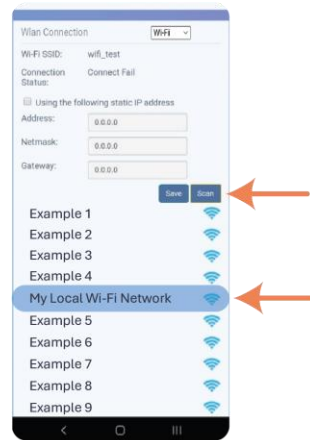 Wlan Connection Wi-Fi
Wi-Fi SSID: wifi_test
Connection Status: Connect Fail
Using the following static IP address
Address: 0.0.0.0
Netmask: 0.0.0.0
Gateway: 0.0.0.0
Save Scan
Example 1
Example 2
Example 3
Example 4
My Local Wi-Fi Network
Example 5
Example 6
Example 7
Example 8
Example 9